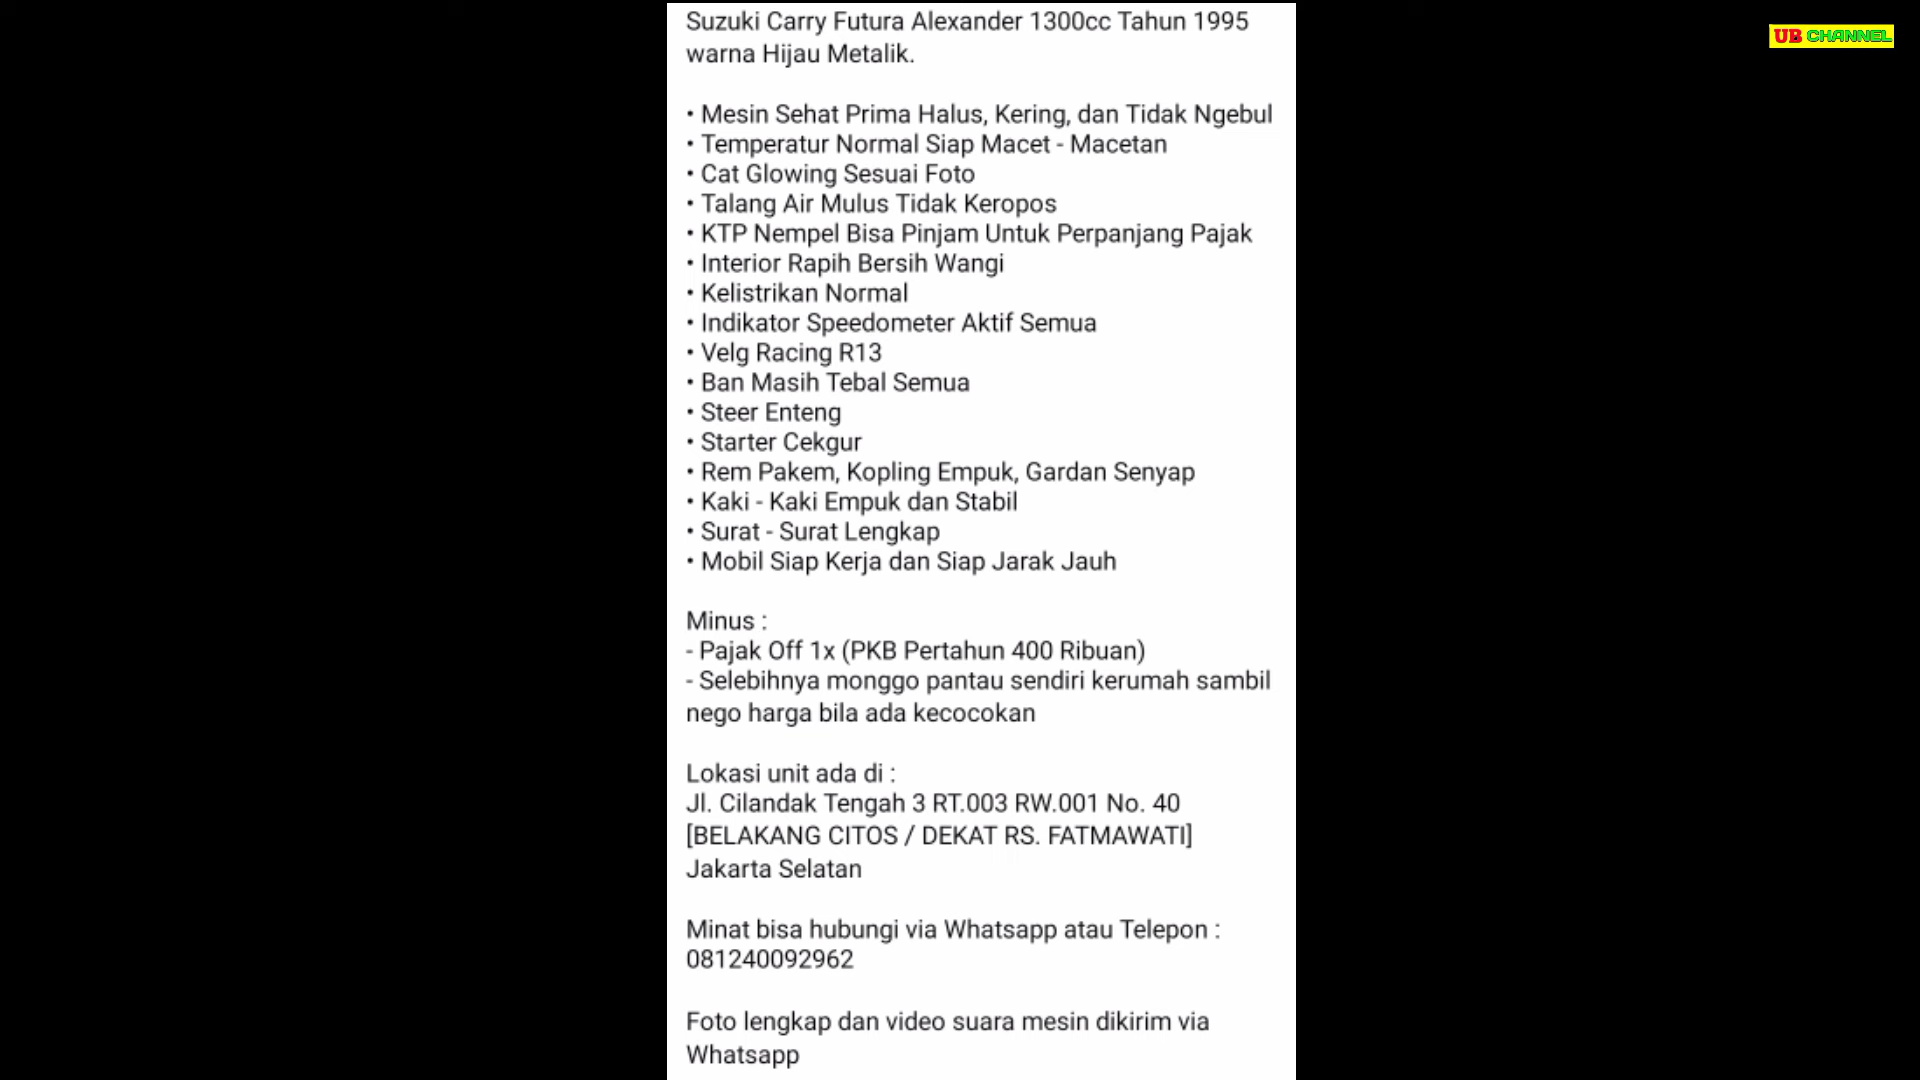 Suzuki Carry Futura Alexander 1300cc Tahun 1995
warna Hijau Metalik.
• Mesin Sehat Prima Halus, Kering, dan Tidak Ngebul
• Temperatur Normal Siap Macet - Macetan
• Cat Glowing Sesuai Foto
• Talang Air Mulus Tidak Keropos
• KTP Nempel Bisa Pinjam Untuk Perpanjang Pajak
• Interior Rapih Bersih Wangi
• Kelistrikan Normal
• Indikator Speedometer Aktif Semua
• Velg Racing R13
• Ban Masih Tebal Semua
• Steer Enteng
• Starter Cekgur
• Rem Pakem, Kopling Empuk, Gardan Senyap
• Kaki - Kaki Empuk dan Stabil
• Surat - Surat Lengkap
• Mobil Siap Kerja dan Siap Jarak Jauh
Minus :
- Pajak Off 1x (PKB Pertahun 400 Ribuan)
- Selebihnya monggo pantau sendiri kerumah sambil
nego harga bila ada kecocokan
Lokasi unit ada di :
Jl. Cilandak Tengah 3 RT.003 RW.001 No. 40
[BELAKANG CITOS / DEKAT RS. FATMAWATI]
Jakarta Selatan
Minat bisa hubungi via Whatsapp atau Telepon :
081240092962
Foto lengkap dan video suara mesin dikirim via
Whatsapp
UB CHANNEL